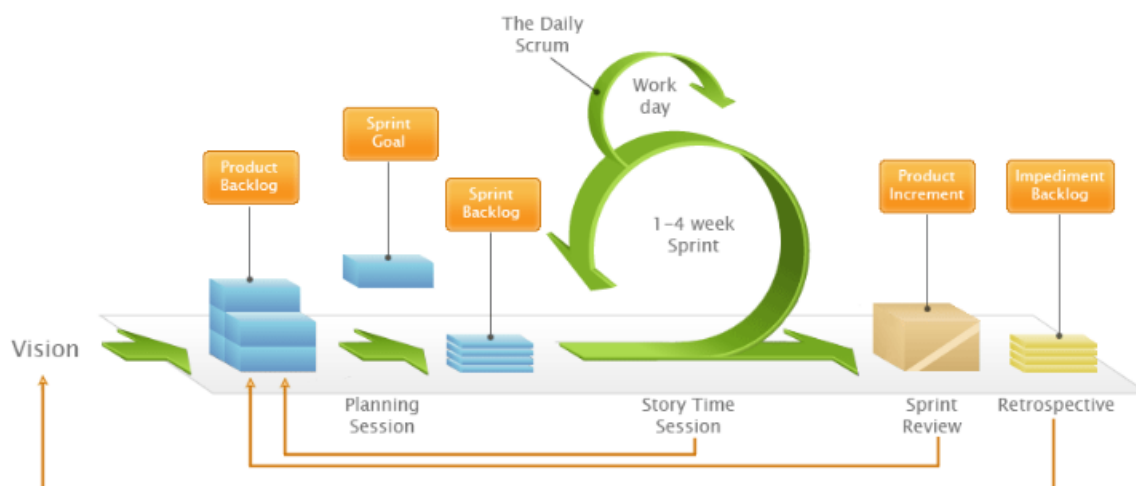 The Daily
Scrum
Work
day
Sprint
Goal
Product
Backlog
Sprint
Backlog
Product
Increment
Impediment
Backlog
1-4 week
Sprint
Vision
Planning
Session
Story Time
Session
Sprint
Review
Retrospective